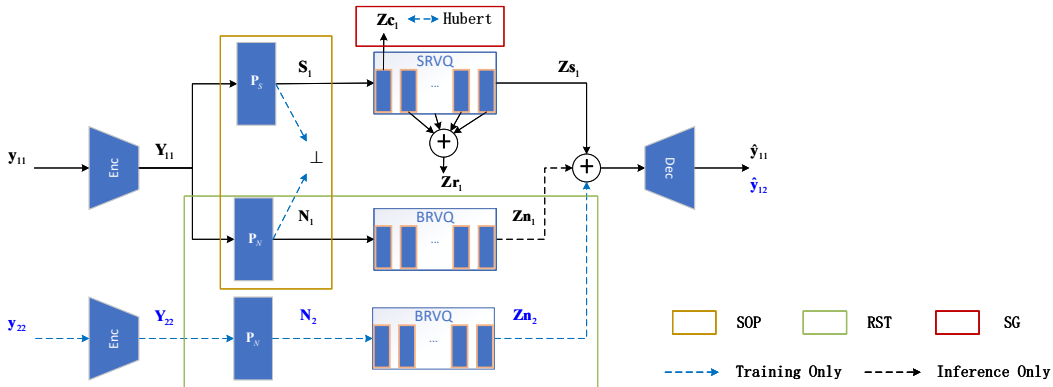 Zc₁ Hubert
P_S S₁ SRVQ Zs₁
...
y₁₁ Enc Y₁₁ ⊥ + + Dec ŷ₁₁
Zr₁ ŷ₁₂
P_N N₁ BRVQ Zn₁
...
y₂₂ Enc Y₂₂ P_N N₂ BRVQ Zn₂
...
SOP RST SG
Training Only Inference Only